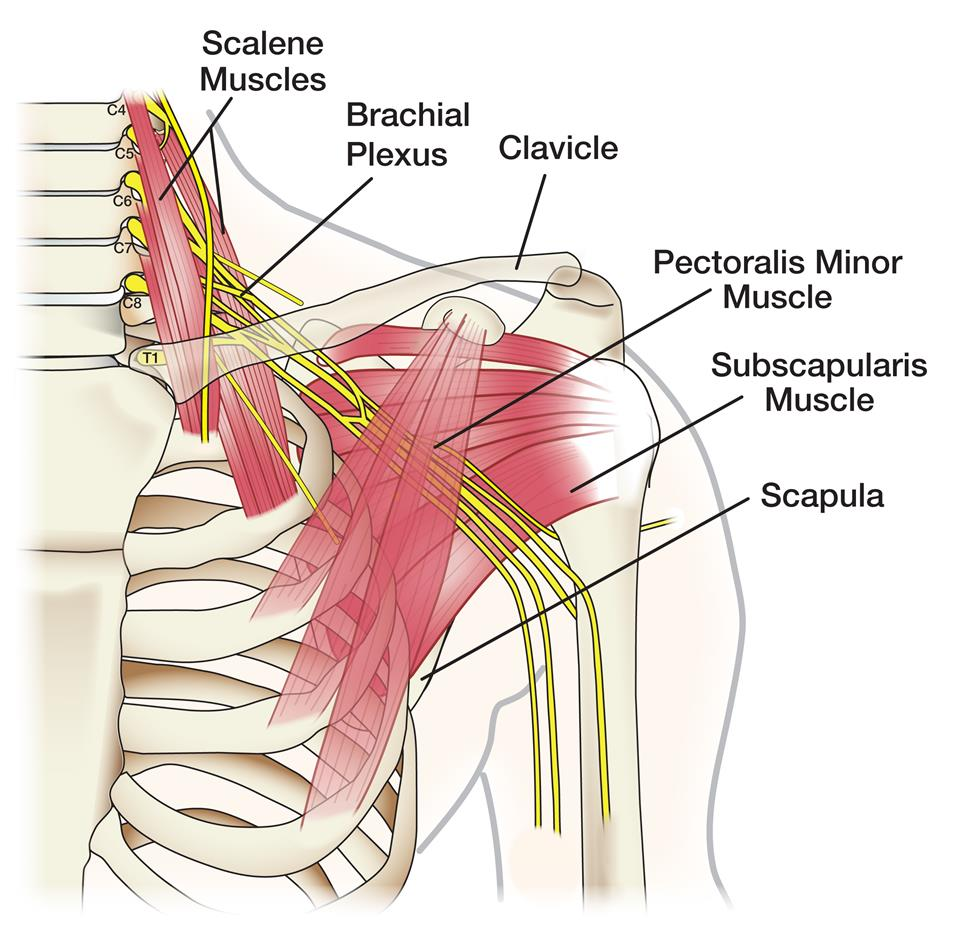 Scalene
Muscles
Brachial
Plexus
Clavicle
C4
C5
C6
C7
C8
T1
Pectoralis Minor
Muscle
Subscapularis
Muscle
Scapula